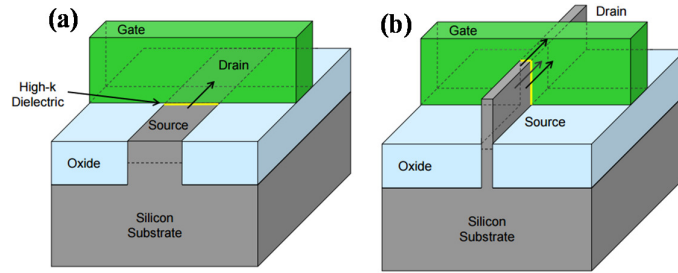 (a)
Gate
High-k
Dielectric
Drain
Source
Oxide
Silicon
Substrate
(b)
Drain
Gate
Source
Oxide
Silicon
Substrate